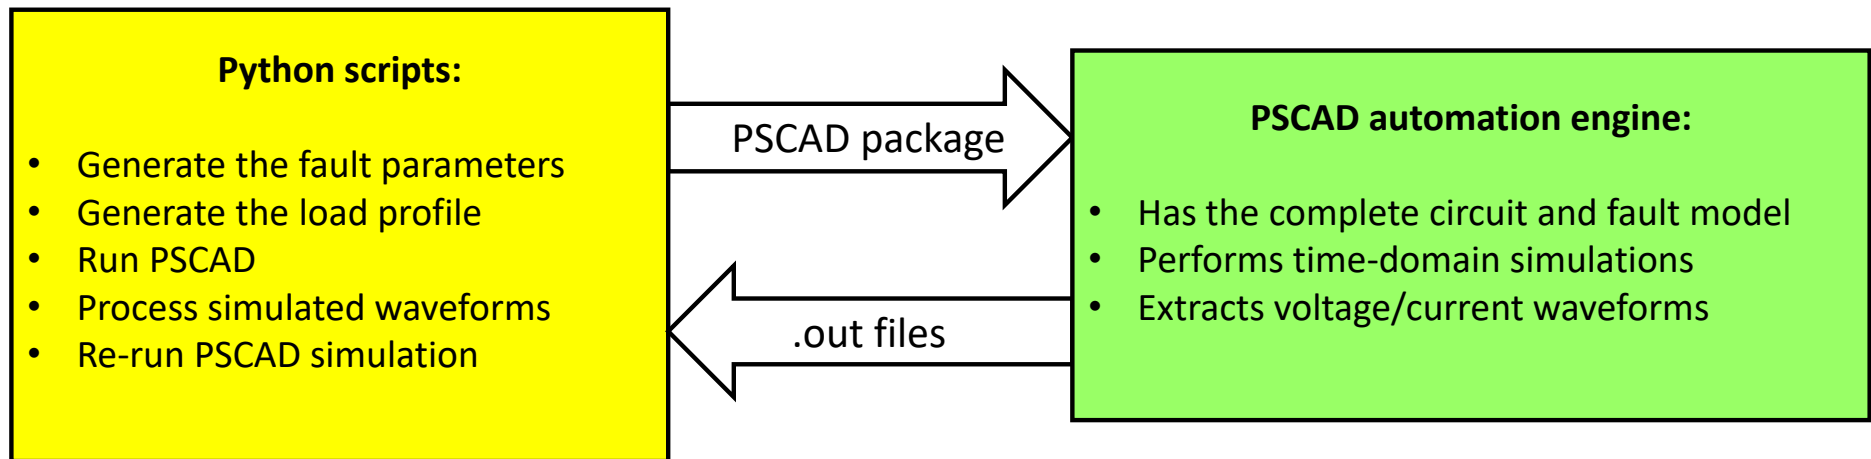 Python scripts:
• Generate the fault parameters
• Generate the load profile
• Run PSCAD
• Process simulated waveforms
• Re-run PSCAD simulation
PSCAD package
.out files
PSCAD automation engine:
• Has the complete circuit and fault model
• Performs time-domain simulations
• Extracts voltage/current waveforms